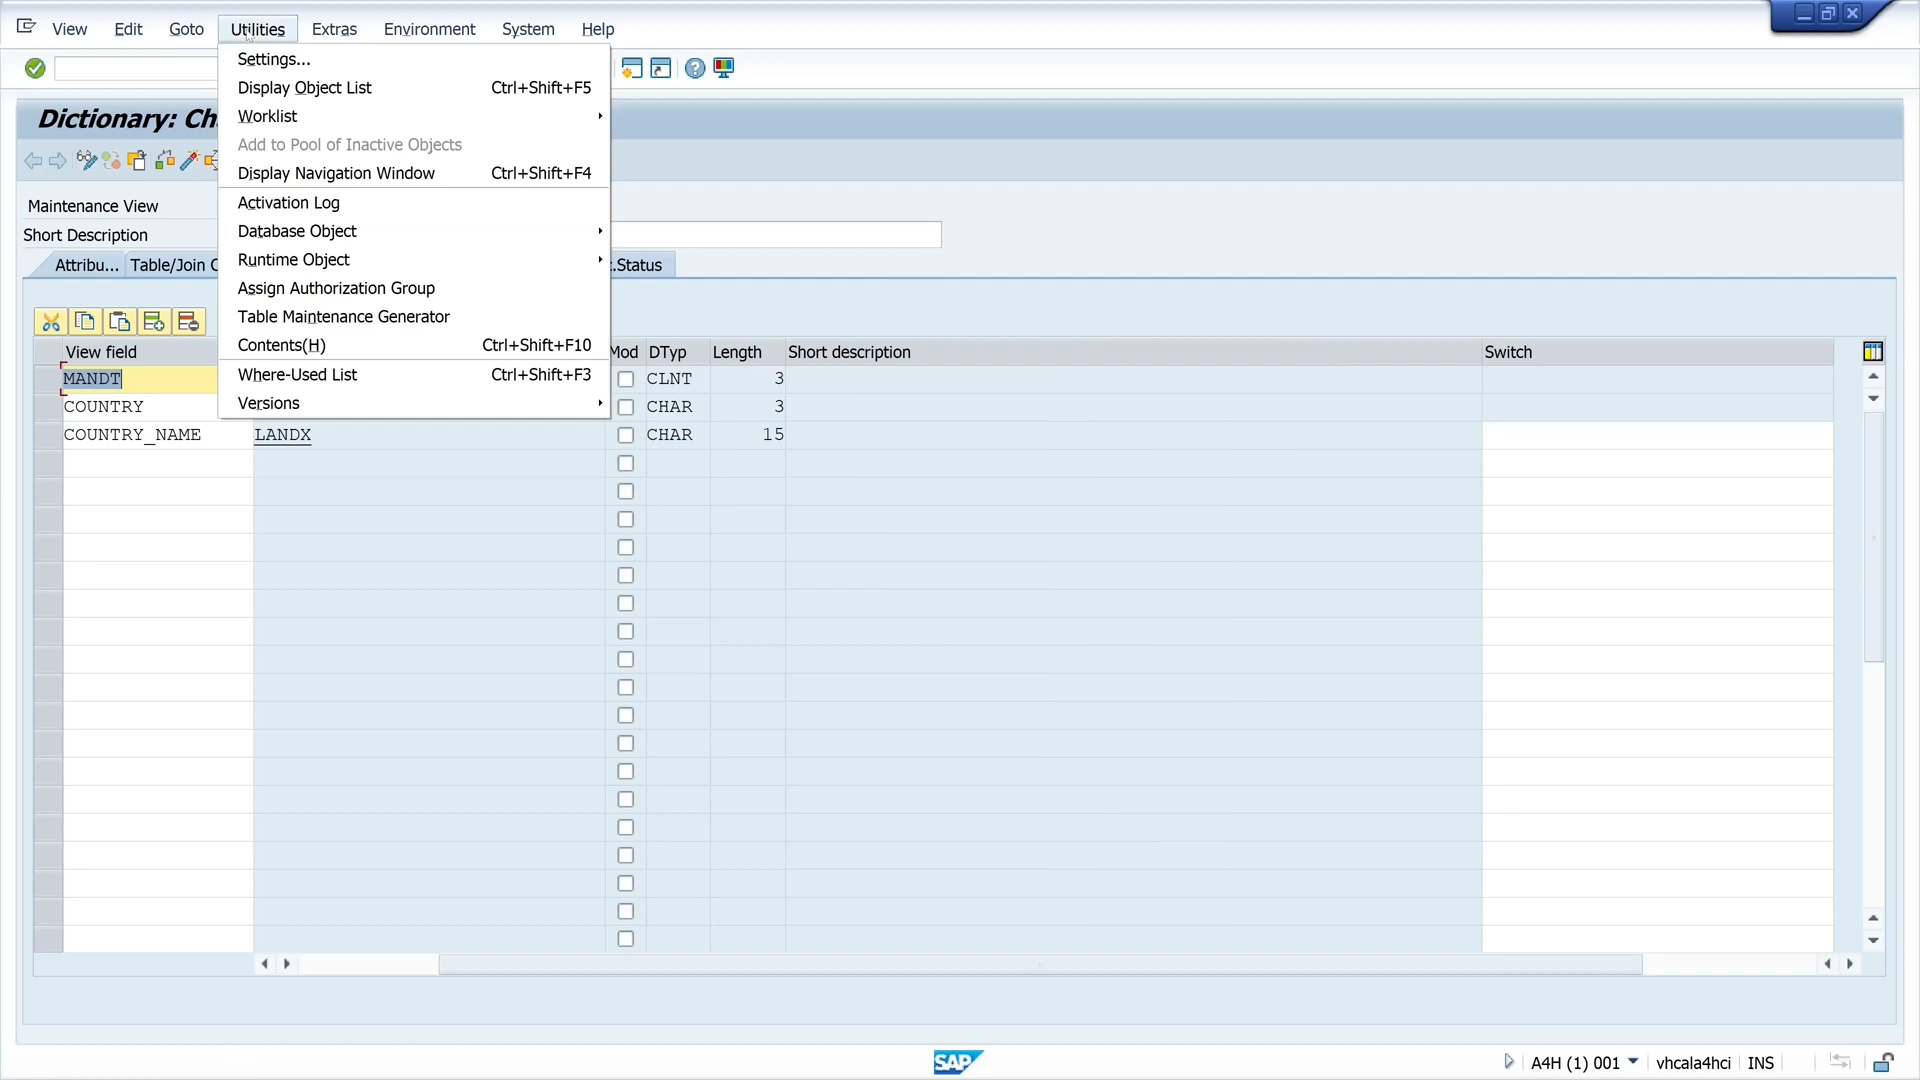 View Edit Goto Utilities Extras Environment System Help
Settings...
Display Object List Ctrl+Shift+F5
Worklist
Dictionary: Ch
Add to Pool of Inactive Objects
Display Navigation Window Ctrl+Shift+F4
Maintenance View
Activation Log
Short Description
Database Object
Attribu... Table/Join C
Runtime Object
t.Status
Assign Authorization Group
Table Maintenance Generator
Contents(H) Ctrl+Shift+F10
View field Mod DTyp Length Short description Switch
Where-Used List Ctrl+Shift+F3
MANDT CLNT 3
Versions
COUNTRY CHAR 3
COUNTRY_NAME LANDX CHAR 15
SAP
A4H (1) 001 vhcala4hci INS